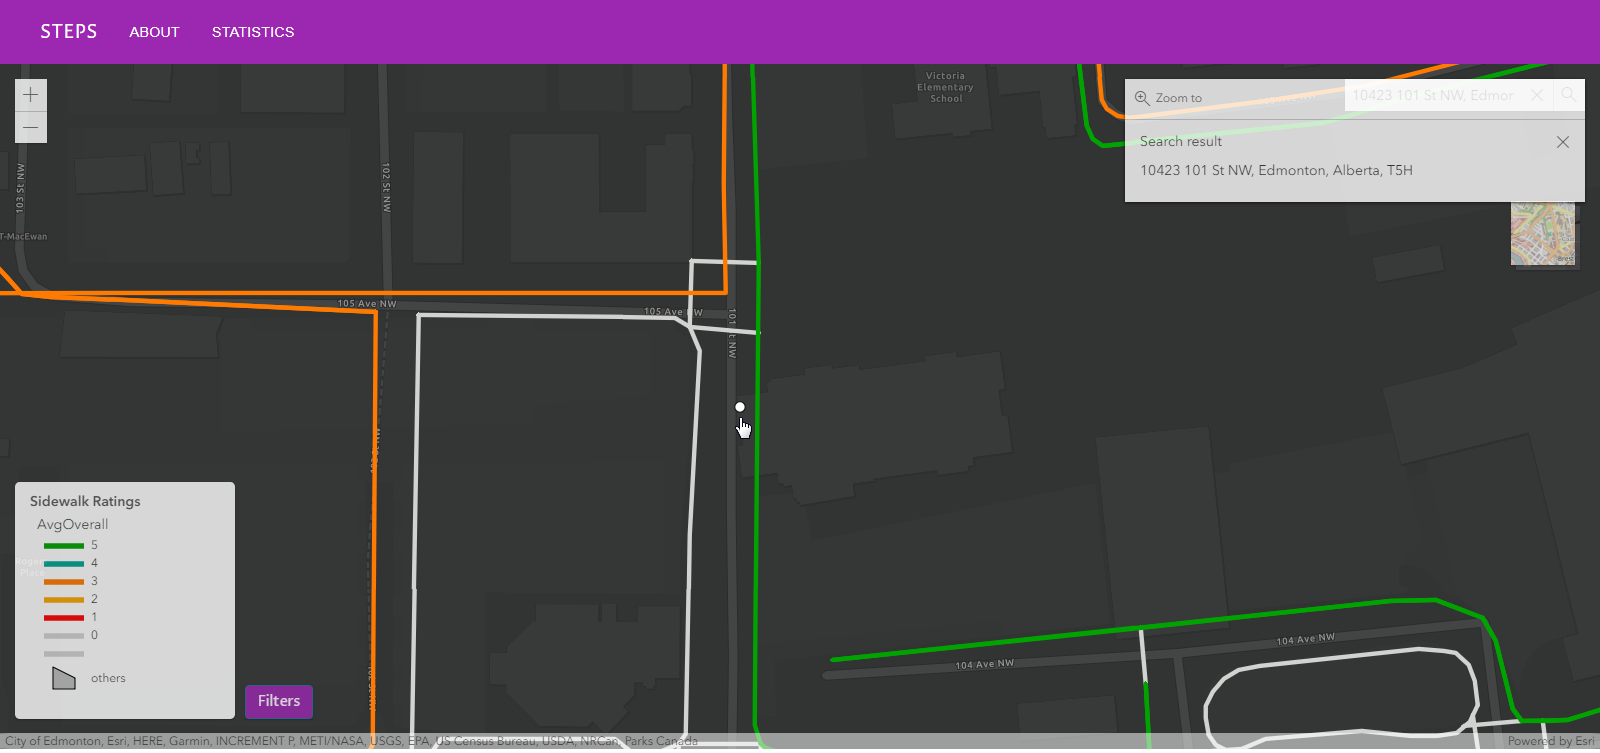 STEPS
ABOUT
STATISTICS
Victoria
Elementary
School
Zoom to
10423 101 St NW, Edmor
Search result
10423 101 St NW, Edmonton, Alberta, T5H
103 St NW
102 St NW
T-MacEwan
105 Ave NW
105 Ave NW
101 St NW
Sidewalk Ratings
AvgOverall
5
4
3
2
1
0
others
Roger
Place
Filters
104 Ave NW
104 Ave NW
City of Edmonton, Esri, HERE, Garmin, INCREMENT P, METI/NASA, USGS, EPA, US Census Bureau, USDA, NRCan, Parks Canada
Powered by Esri